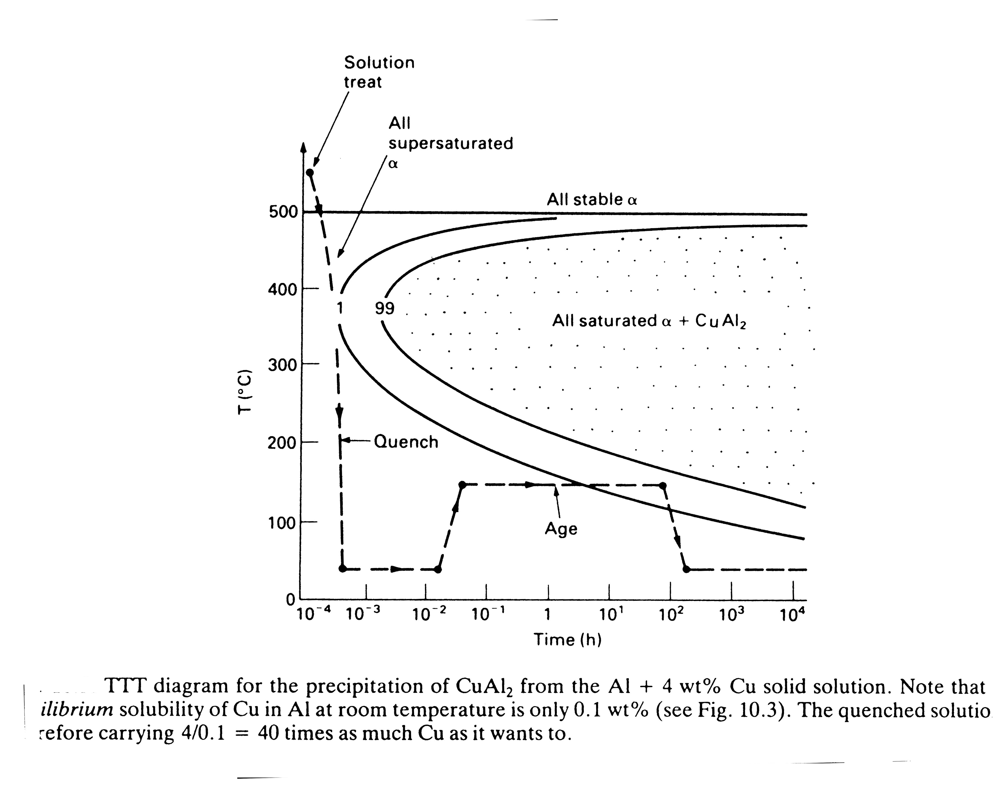 Solution
treat
All
supersaturated
α
All stable α
500
400
1
99
All saturated α + CuAl₂
300
T (°C)
Quench
200
100
Age
0
10⁻⁴ 10⁻³ 10⁻² 10⁻¹ 1 10¹ 10² 10³ 10⁴
Time (h)
TTT diagram for the precipitation of CuAl₂ from the Al + 4 wt% Cu solid solution. Note that
ilibrium solubility of Cu in Al at room temperature is only 0.1 wt% (see Fig. 10.3). The quenched solutio
refore carrying 4/0.1 = 40 times as much Cu as it wants to.